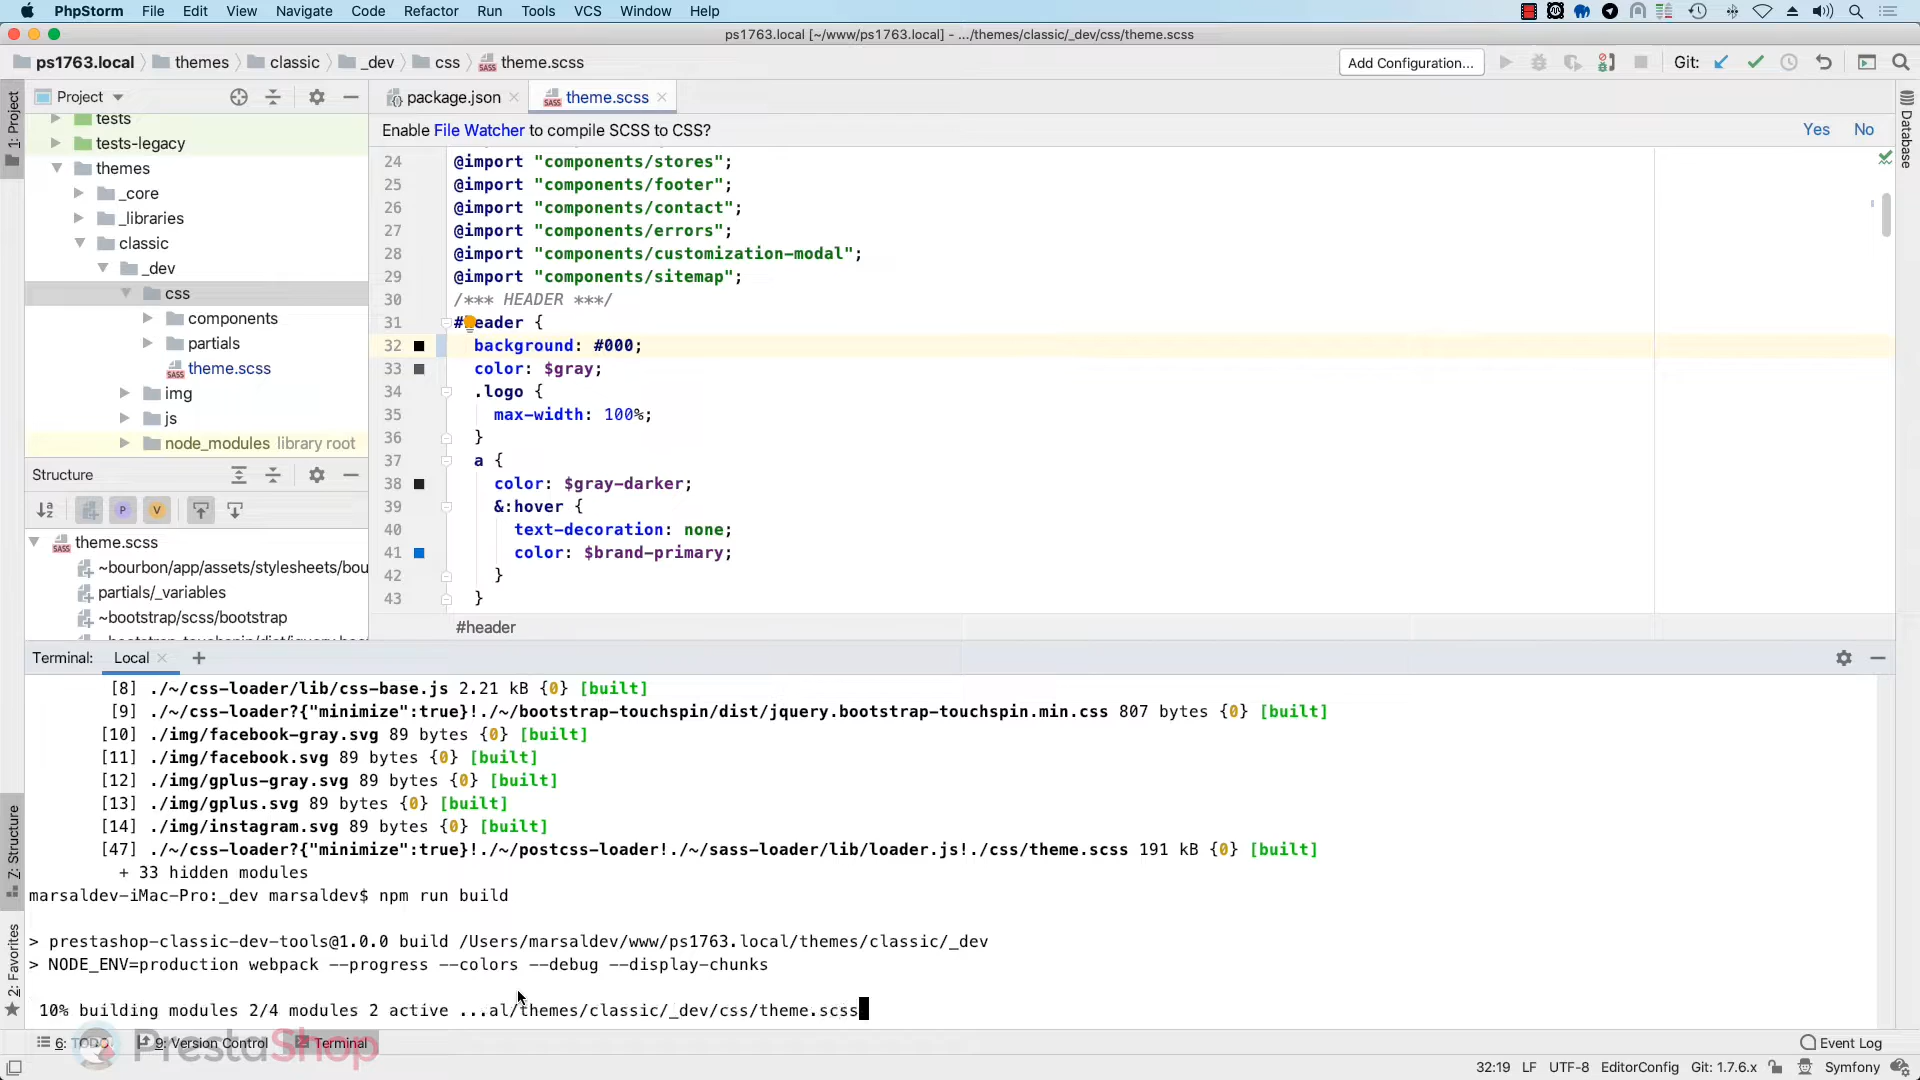 PhpStorm File Edit View Navigate Code Refactor Run Tools VCS Window Help
ps1763.local [~/www/ps1763.local] - .../themes/classic/_dev/css/theme.scss
ps1763.local themes classic _dev css theme.scss Add Configuration... Git:
1: Project
Project
tests
tests-legacy
themes
_core
_libraries
classic
_dev
css
components
partials
theme.scss
img
js
node_modules library root
Structure
theme.scss
~bourbon/app/assets/stylesheets/bou
partials/_variables
~bootstrap/scss/bootstrap
package.json theme.scss
Enable File Watcher to compile SCSS to CSS? Yes No
24 @import "components/stores";
25 @import "components/footer";
26 @import "components/contact";
27 @import "components/errors";
28 @import "components/customization-modal";
29 @import "components/sitemap";
30 /*** HEADER ***/
31 #header {
32 background: #000;
33 color: $gray;
34 .logo {
35 max-width: 100%;
36 }
37 a {
38 color: $gray-darker;
39 &:hover {
40 text-decoration: none;
41 color: $brand-primary;
42 }
43 }
#header
Database
Terminal: Local
[8] ./~/css-loader/lib/css-base.js 2.21 kB {0} [built]
[9] ./~/css-loader?{"minimize":true}!./~/bootstrap-touchspin/dist/jquery.bootstrap-touchspin.min.css 807 bytes {0} [built]
[10] ./img/facebook-gray.svg 89 bytes {0} [built]
[11] ./img/facebook.svg 89 bytes {0} [built]
[12] ./img/gplus-gray.svg 89 bytes {0} [built]
[13] ./img/gplus.svg 89 bytes {0} [built]
[14] ./img/instagram.svg 89 bytes {0} [built]
[47] ./~/css-loader?{"minimize":true}!./~/postcss-loader!./~/sass-loader/lib/loader.js!./css/theme.scss 191 kB {0} [built]
+ 33 hidden modules
marsaldev-iMac-Pro:_dev marsaldev$ npm run build
> prestashop-classic-dev-tools@1.0.0 build /Users/marsaldev/www/ps1763.local/themes/classic/_dev
> NODE_ENV=production webpack --progress --colors --debug --display-chunks
10% building modules 2/4 modules 2 active ...al/themes/classic/_dev/css/theme.scss
7: Structure
2: Favorites
6: TODO 9: Version Control Terminal Event Log
PrestaShop
32:19 LF UTF-8 EditorConfig Git: 1.7.6.x Symfony